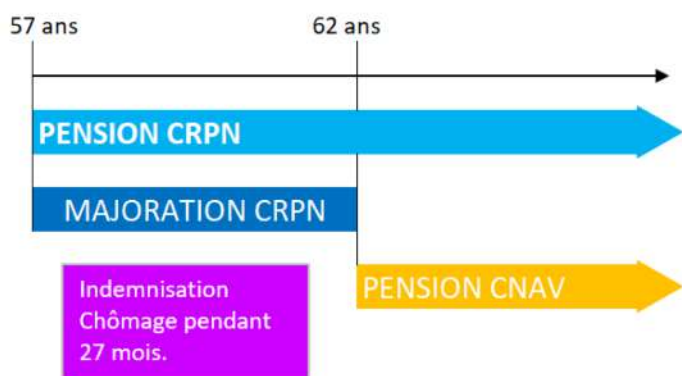 57 ans
62 ans
PENSION CRPN
MAJORATION CRPN
PENSION CNAV
Indemnisation
Chômage pendant
27 mois.